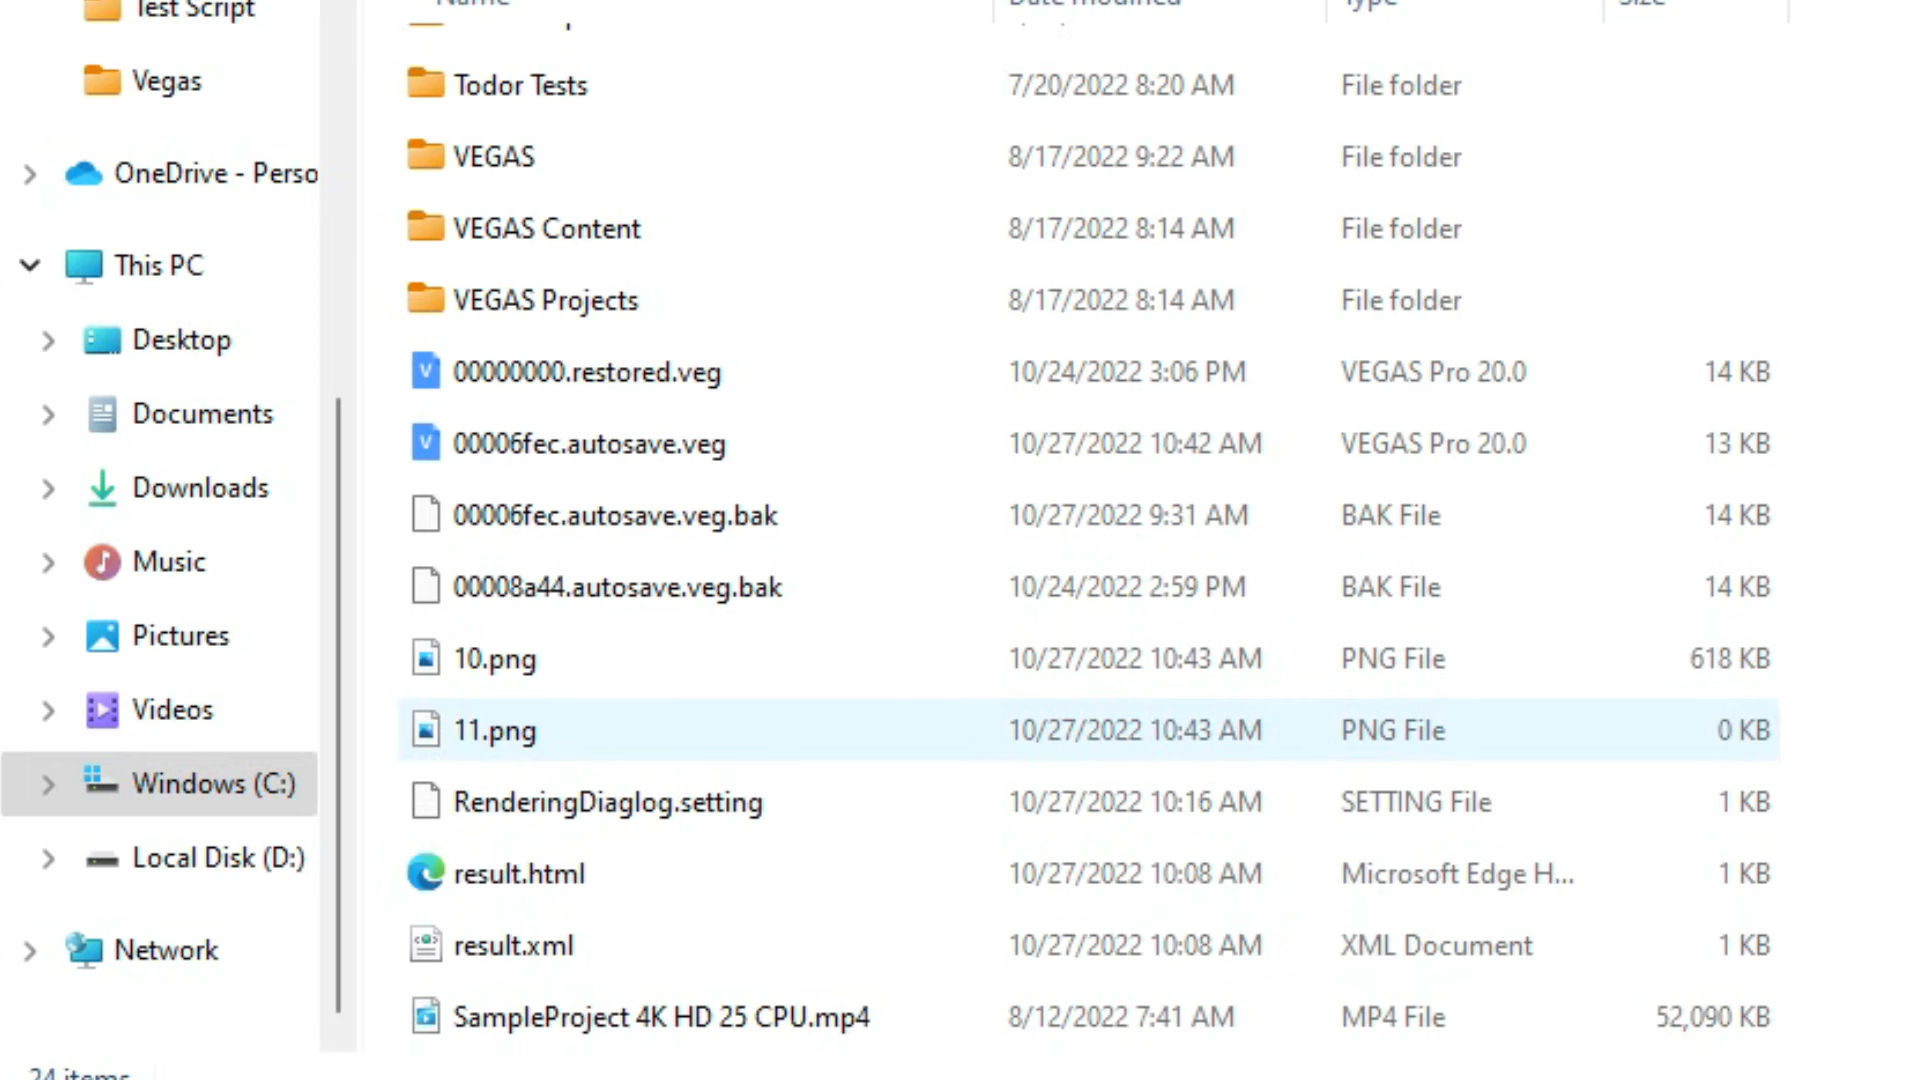 Name Date modified Type Size
Test Script
Vegas
OneDrive - Perso
This PC
Desktop
Documents
Downloads
Music
Pictures
Videos
Windows (C:)
Local Disk (D:)
Network
Todor Tests 7/20/2022 8:20 AM File folder
VEGAS 8/17/2022 9:22 AM File folder
VEGAS Content 8/17/2022 8:14 AM File folder
VEGAS Projects 8/17/2022 8:14 AM File folder
00000000.restored.veg 10/24/2022 3:06 PM VEGAS Pro 20.0 14 KB
00006fec.autosave.veg 10/27/2022 10:42 AM VEGAS Pro 20.0 13 KB
00006fec.autosave.veg.bak 10/27/2022 9:31 AM BAK File 14 KB
00008a44.autosave.veg.bak 10/24/2022 2:59 PM BAK File 14 KB
10.png 10/27/2022 10:43 AM PNG File 618 KB
11.png 10/27/2022 10:43 AM PNG File 0 KB
RenderingDiaglog.setting 10/27/2022 10:16 AM SETTING File 1 KB
result.html 10/27/2022 10:08 AM Microsoft Edge H... 1 KB
result.xml 10/27/2022 10:08 AM XML Document 1 KB
SampleProject 4K HD 25 CPU.mp4 8/12/2022 7:41 AM MP4 File 52,090 KB
24 items